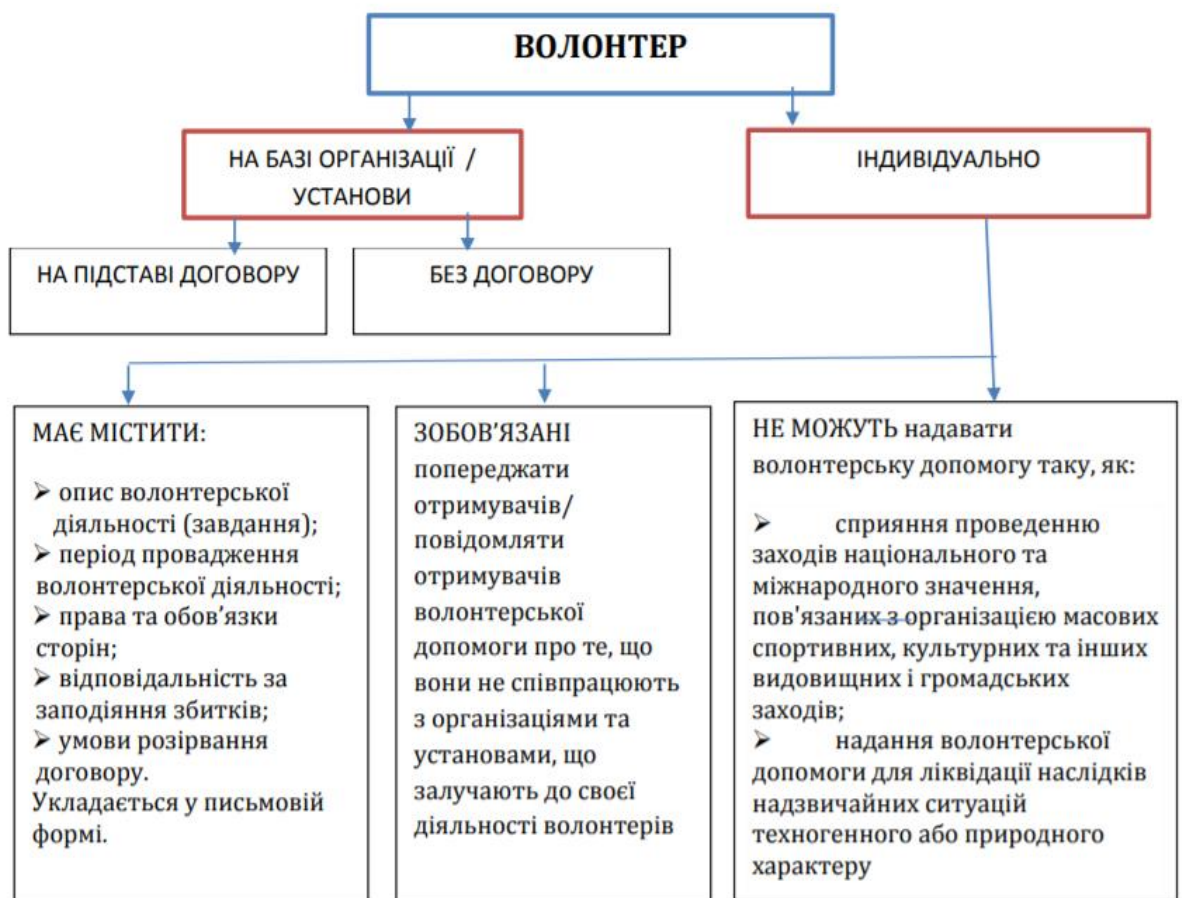 ВОЛОНТЕР
НА БАЗІ ОРГАНІЗАЦІЇ /
УСТАНОВИ
ІНДИВІДУАЛЬНО
НА ПІДСТАВІ ДОГОВОРУ
БЕЗ ДОГОВОРУ
МАЄ МІСТИТИ:
➢ опис волонтерської
діяльності (завдання);
➢ період провадження
волонтерської діяльності;
➢ права та обов’язки
сторін;
➢ відповідальність за
заподіяння збитків;
➢ умови розірвання
договору.
Укладається у письмовій
формі.
ЗОБОВ’ЯЗАНІ
попереджати
отримувачів/
повідомляти
отримувачів
волонтерської
допомоги про те, що
вони не співпрацюють
з організаціями та
установами, що
залучають до своєї
діяльності волонтерів
НЕ МОЖУТЬ надавати
волонтерську допомогу таку, як:
➢ сприяння проведенню
заходів національного та
міжнародного значення,
пов'язаних з організацією масових
спортивних, культурних та інших
видовищних і громадських
заходів;
➢ надання волонтерської
допомоги для ліквідації наслідків
надзвичайних ситуацій
техногенного або природного
характеру